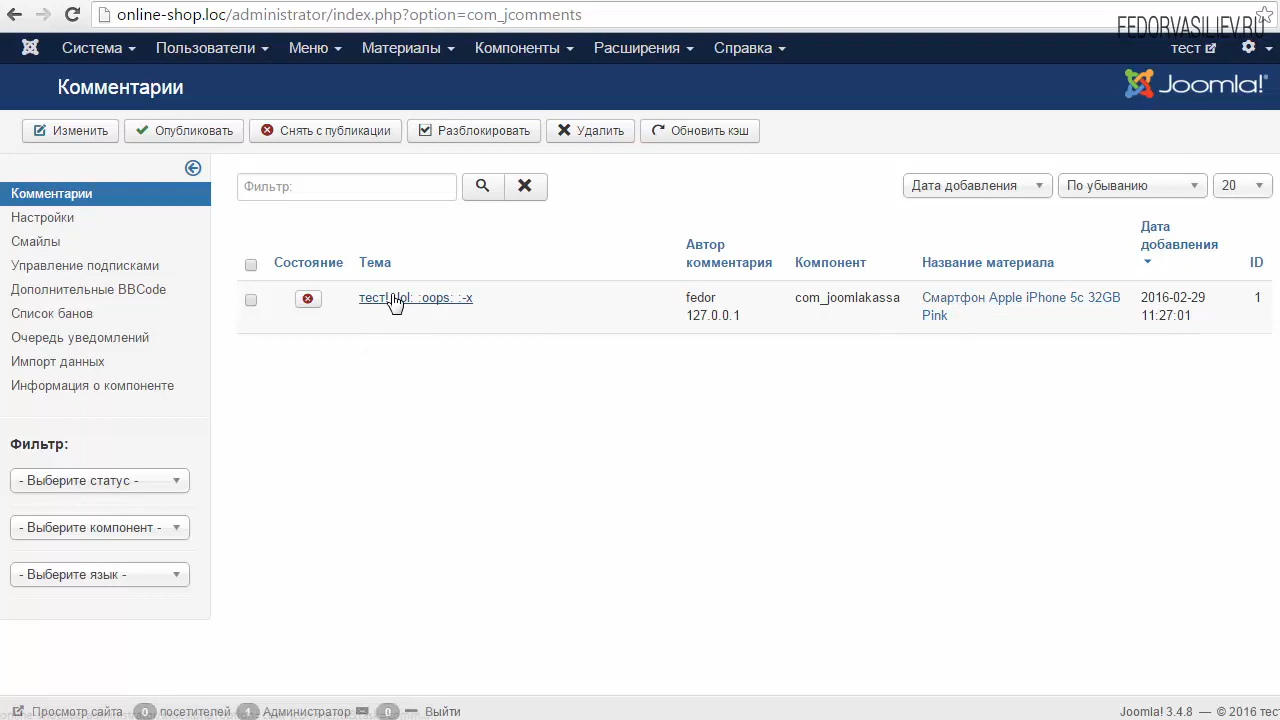 online-shop.loc/administrator/index.php?option=com_jcomments
FEDORVASILIEV.RU
Система Пользователи Меню Материалы Компоненты Расширения Справка тест
Комментарии
Joomla!
Изменить Опубликовать Снять с публикации Разблокировать Удалить Обновить кэш
Комментарии
Настройки
Смайлы
Управление подписками
Дополнительные BBCode
Список банов
Очередь уведомлений
Импорт данных
Информация о компоненте
Фильтр:
- Выберите статус -
- Выберите компонент -
- Выберите язык -
Фильтр: Дата добавления По убыванию 20
Состояние Тема Автор комментария Компонент Название материала Дата добавления ID
тест! :lol: :oops: :-x fedor com_joomlakassa Смартфон Apple iPhone 5c 32GB 2016-02-29 1
127.0.0.1 Pink 11:27:01
Просмотр сайта 0 посетителей 1 Администратор 0 Выйти Joomla! 3.4.8 — © 2016 тес